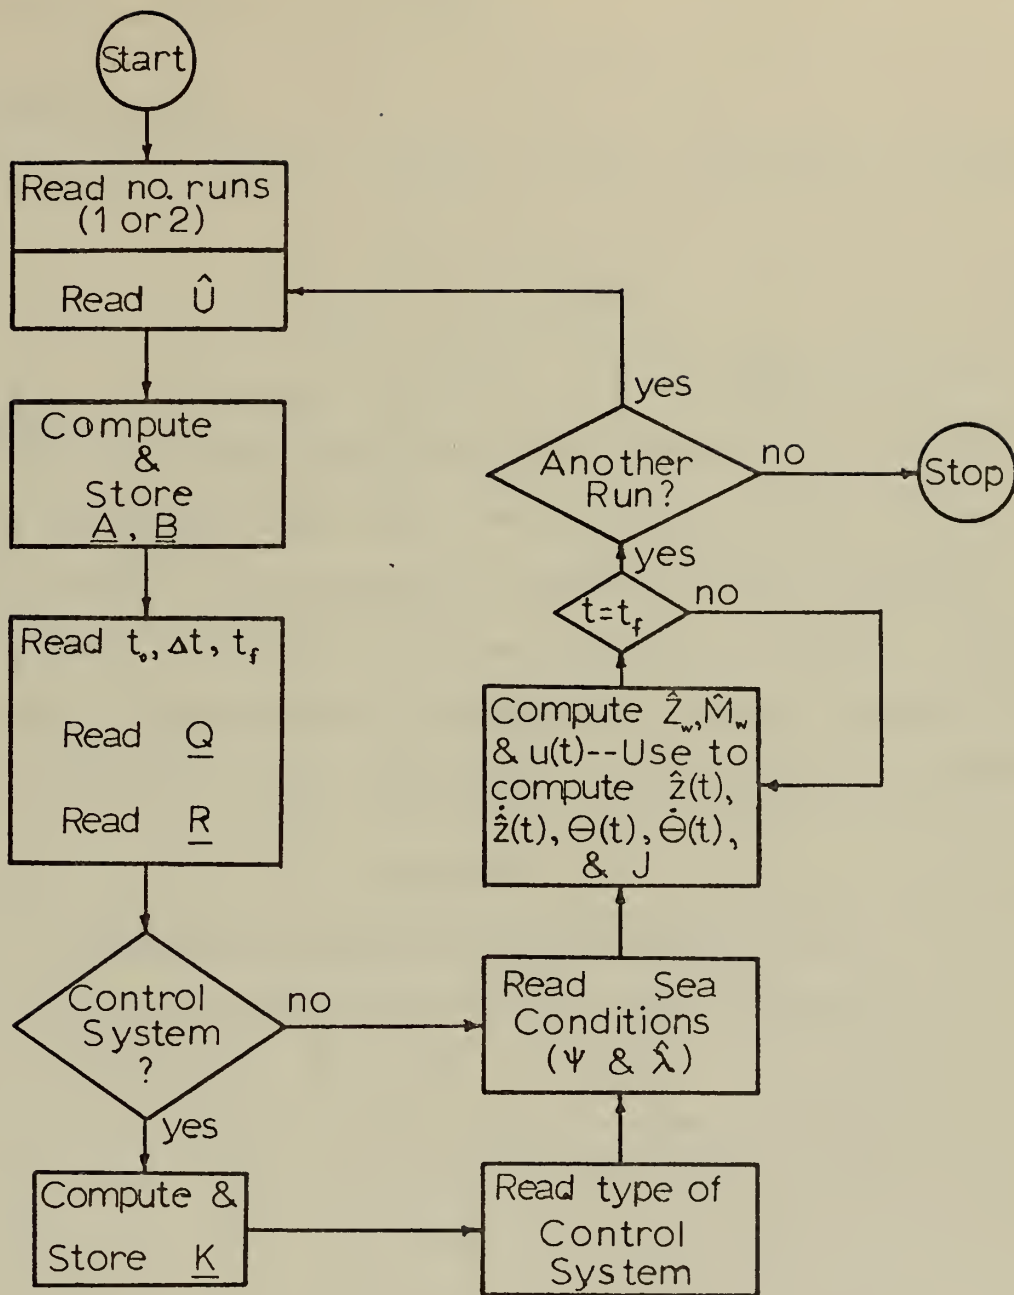 Start
Read no. runs
(1 or 2)
Read Û
Compute
&
Store
A, B
Read t₀, Δt, t_f
Read Q
Read R
Control
System
?
no
yes
Compute &
Store K
Read type of
Control
System
Read Sea
Conditions
(Ψ & λ̂)
Compute Ẑ_w, M̂_w
& u(t)--Use to
compute ẑ(t),
ẑ̇(t), Θ(t), Θ̇(t),
& J
t=t_f
no
yes
Another
Run?
yes
no
Stop